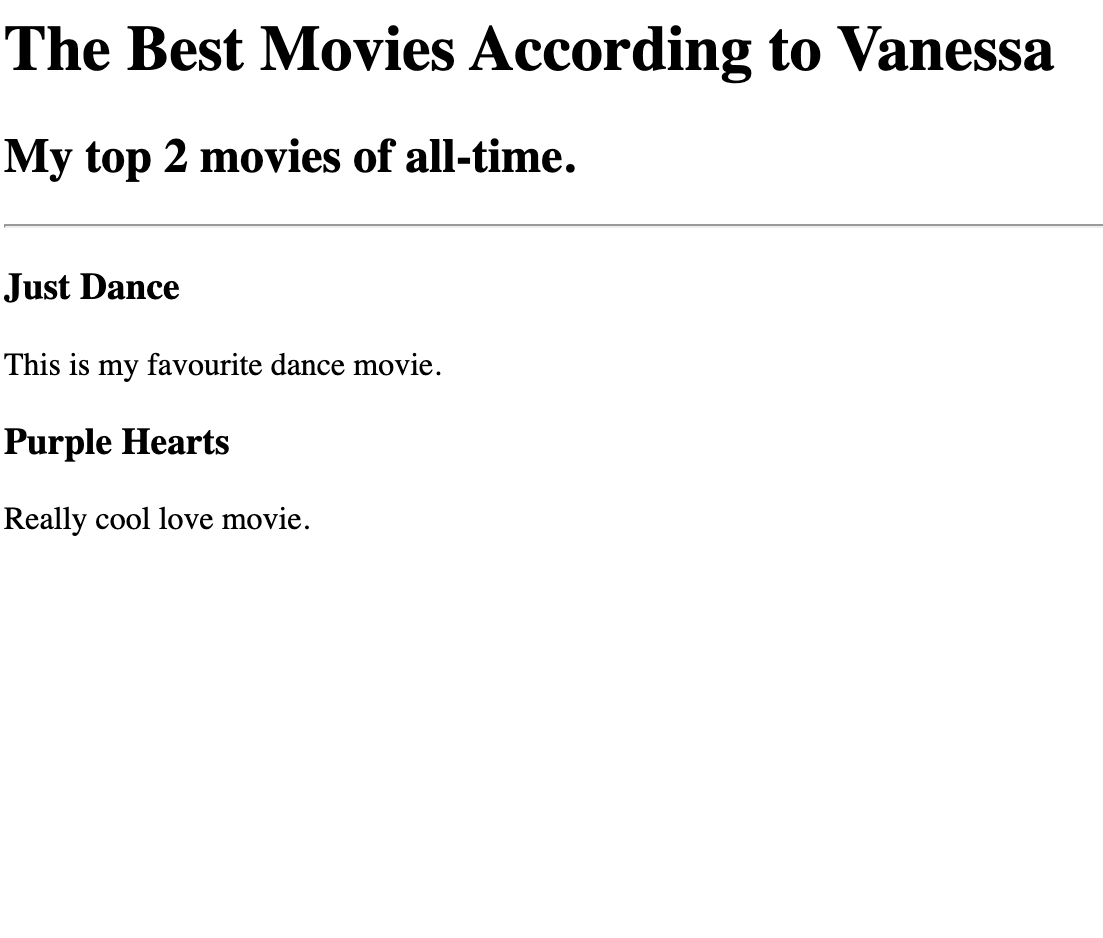 The Best Movies According to Vanessa
My top 2 movies of all-time.
Just Dance
This is my favourite dance movie.
Purple Hearts
Really cool love movie.